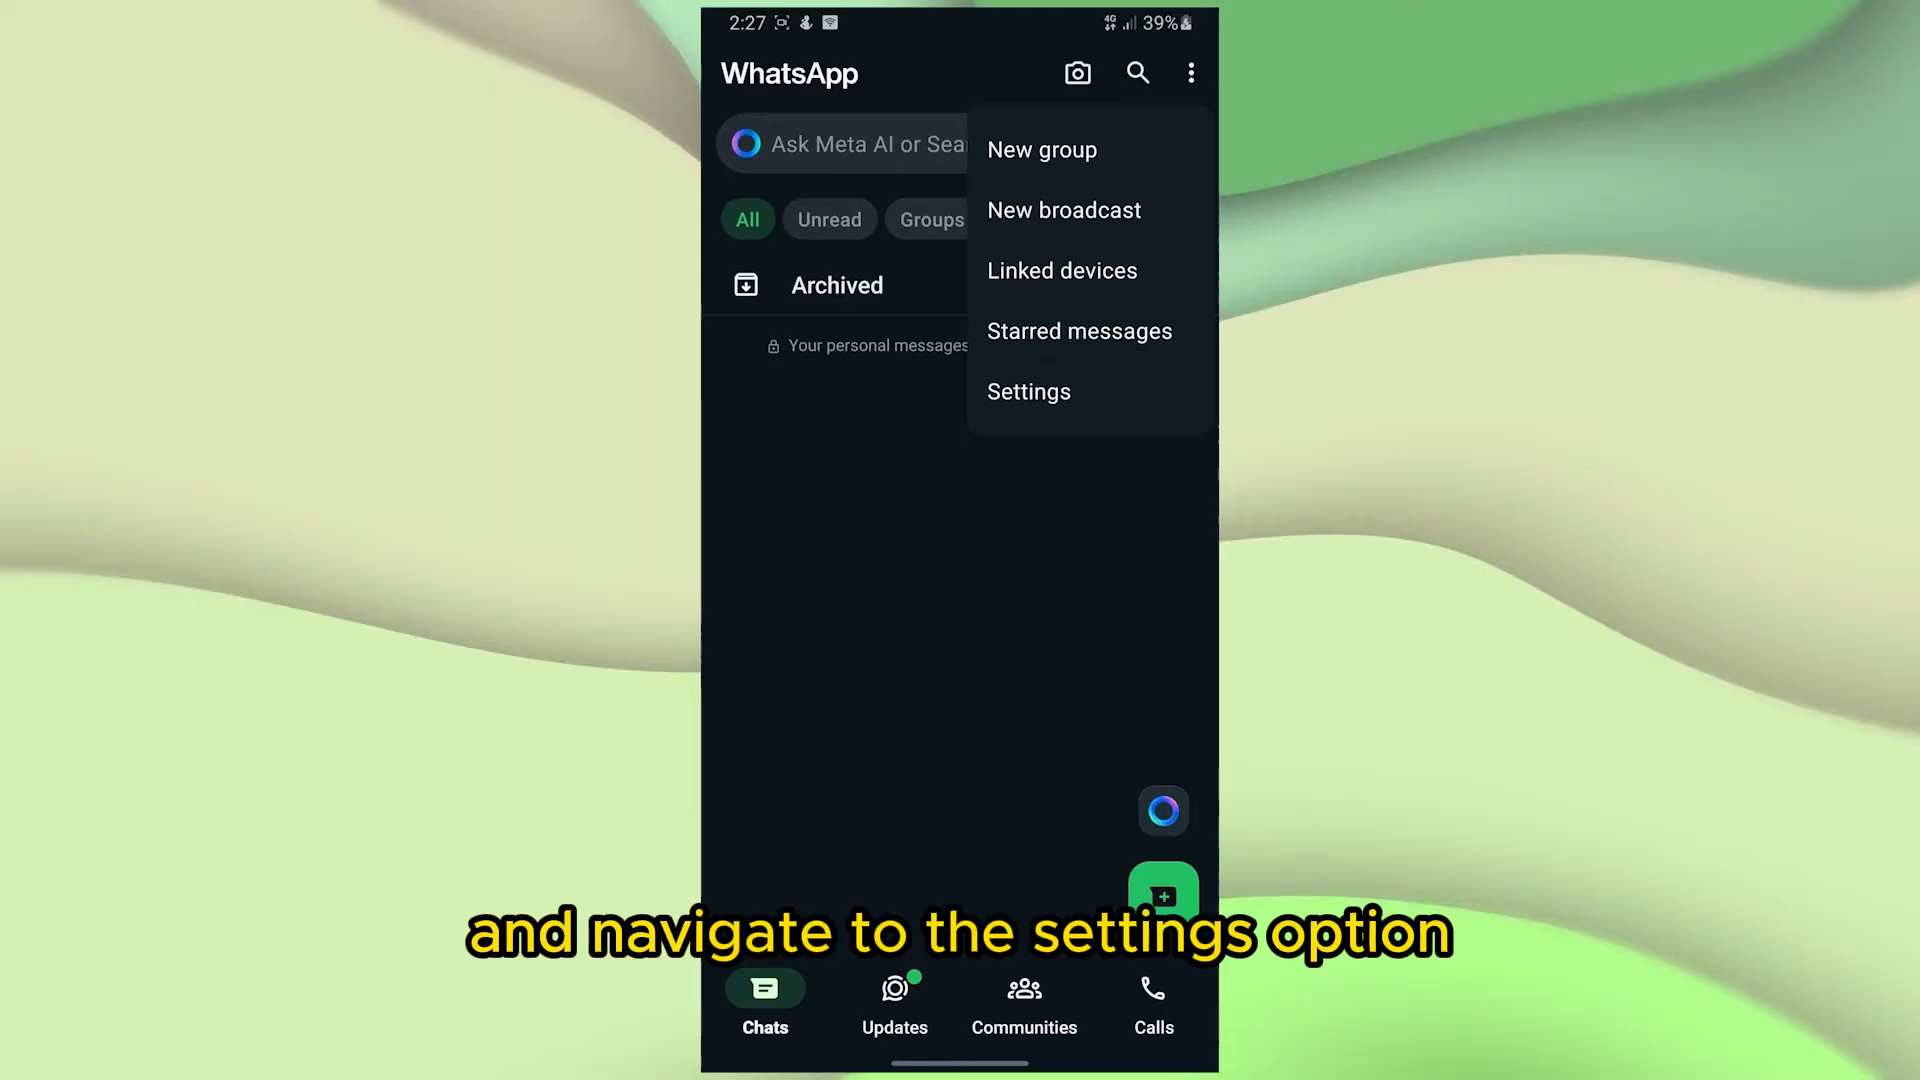 2:27
4G 39%
WhatsApp
Ask Meta AI or Sea
New group
New broadcast
All Unread Groups
Linked devices
Archived
Starred messages
Your personal messages
Settings
and navigate to the settings option
Chats Updates Communities Calls